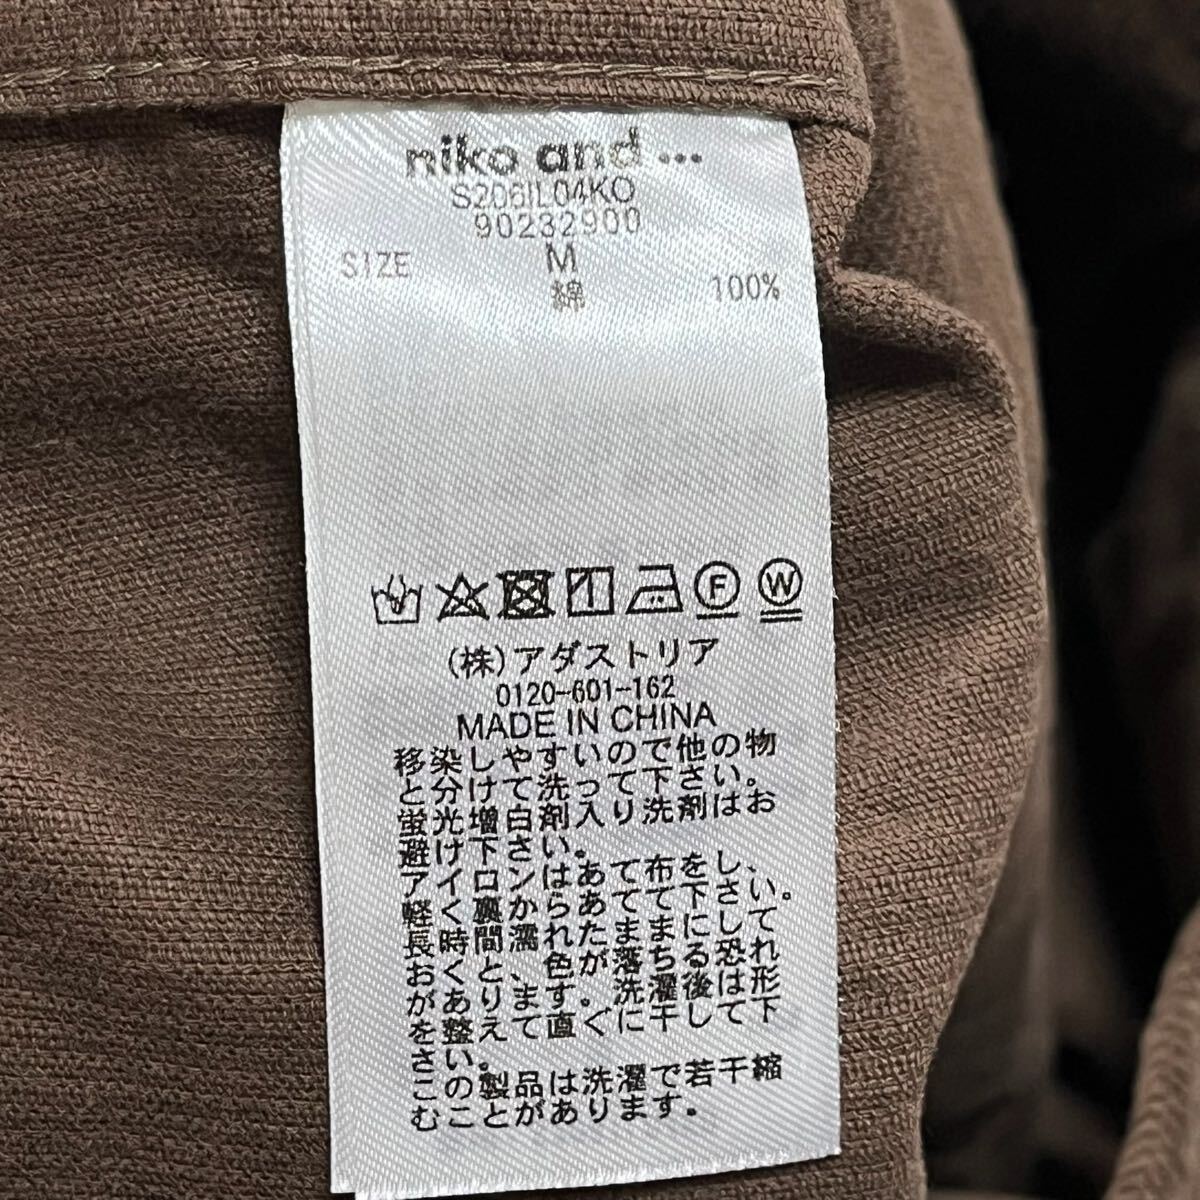 niko and ...
S206IL04KO
90232900
SIZE M
綿 100%
F W
(株)アダストリア
0120-601-162
MADE IN CHINA
移染しやすいので他の物
と分けて洗って下さい。
蛍光増白剤入り洗剤はお
避け下さい。
アイロンはあて布をし、
軽く裏からあてて下さい。
長時間濡れたままにして
おくと、色が落ちる恐れ
があります。洗濯後は形
をととのえて直ぐに干して下
さい。
この製品は洗濯で若干縮
むことがあります。